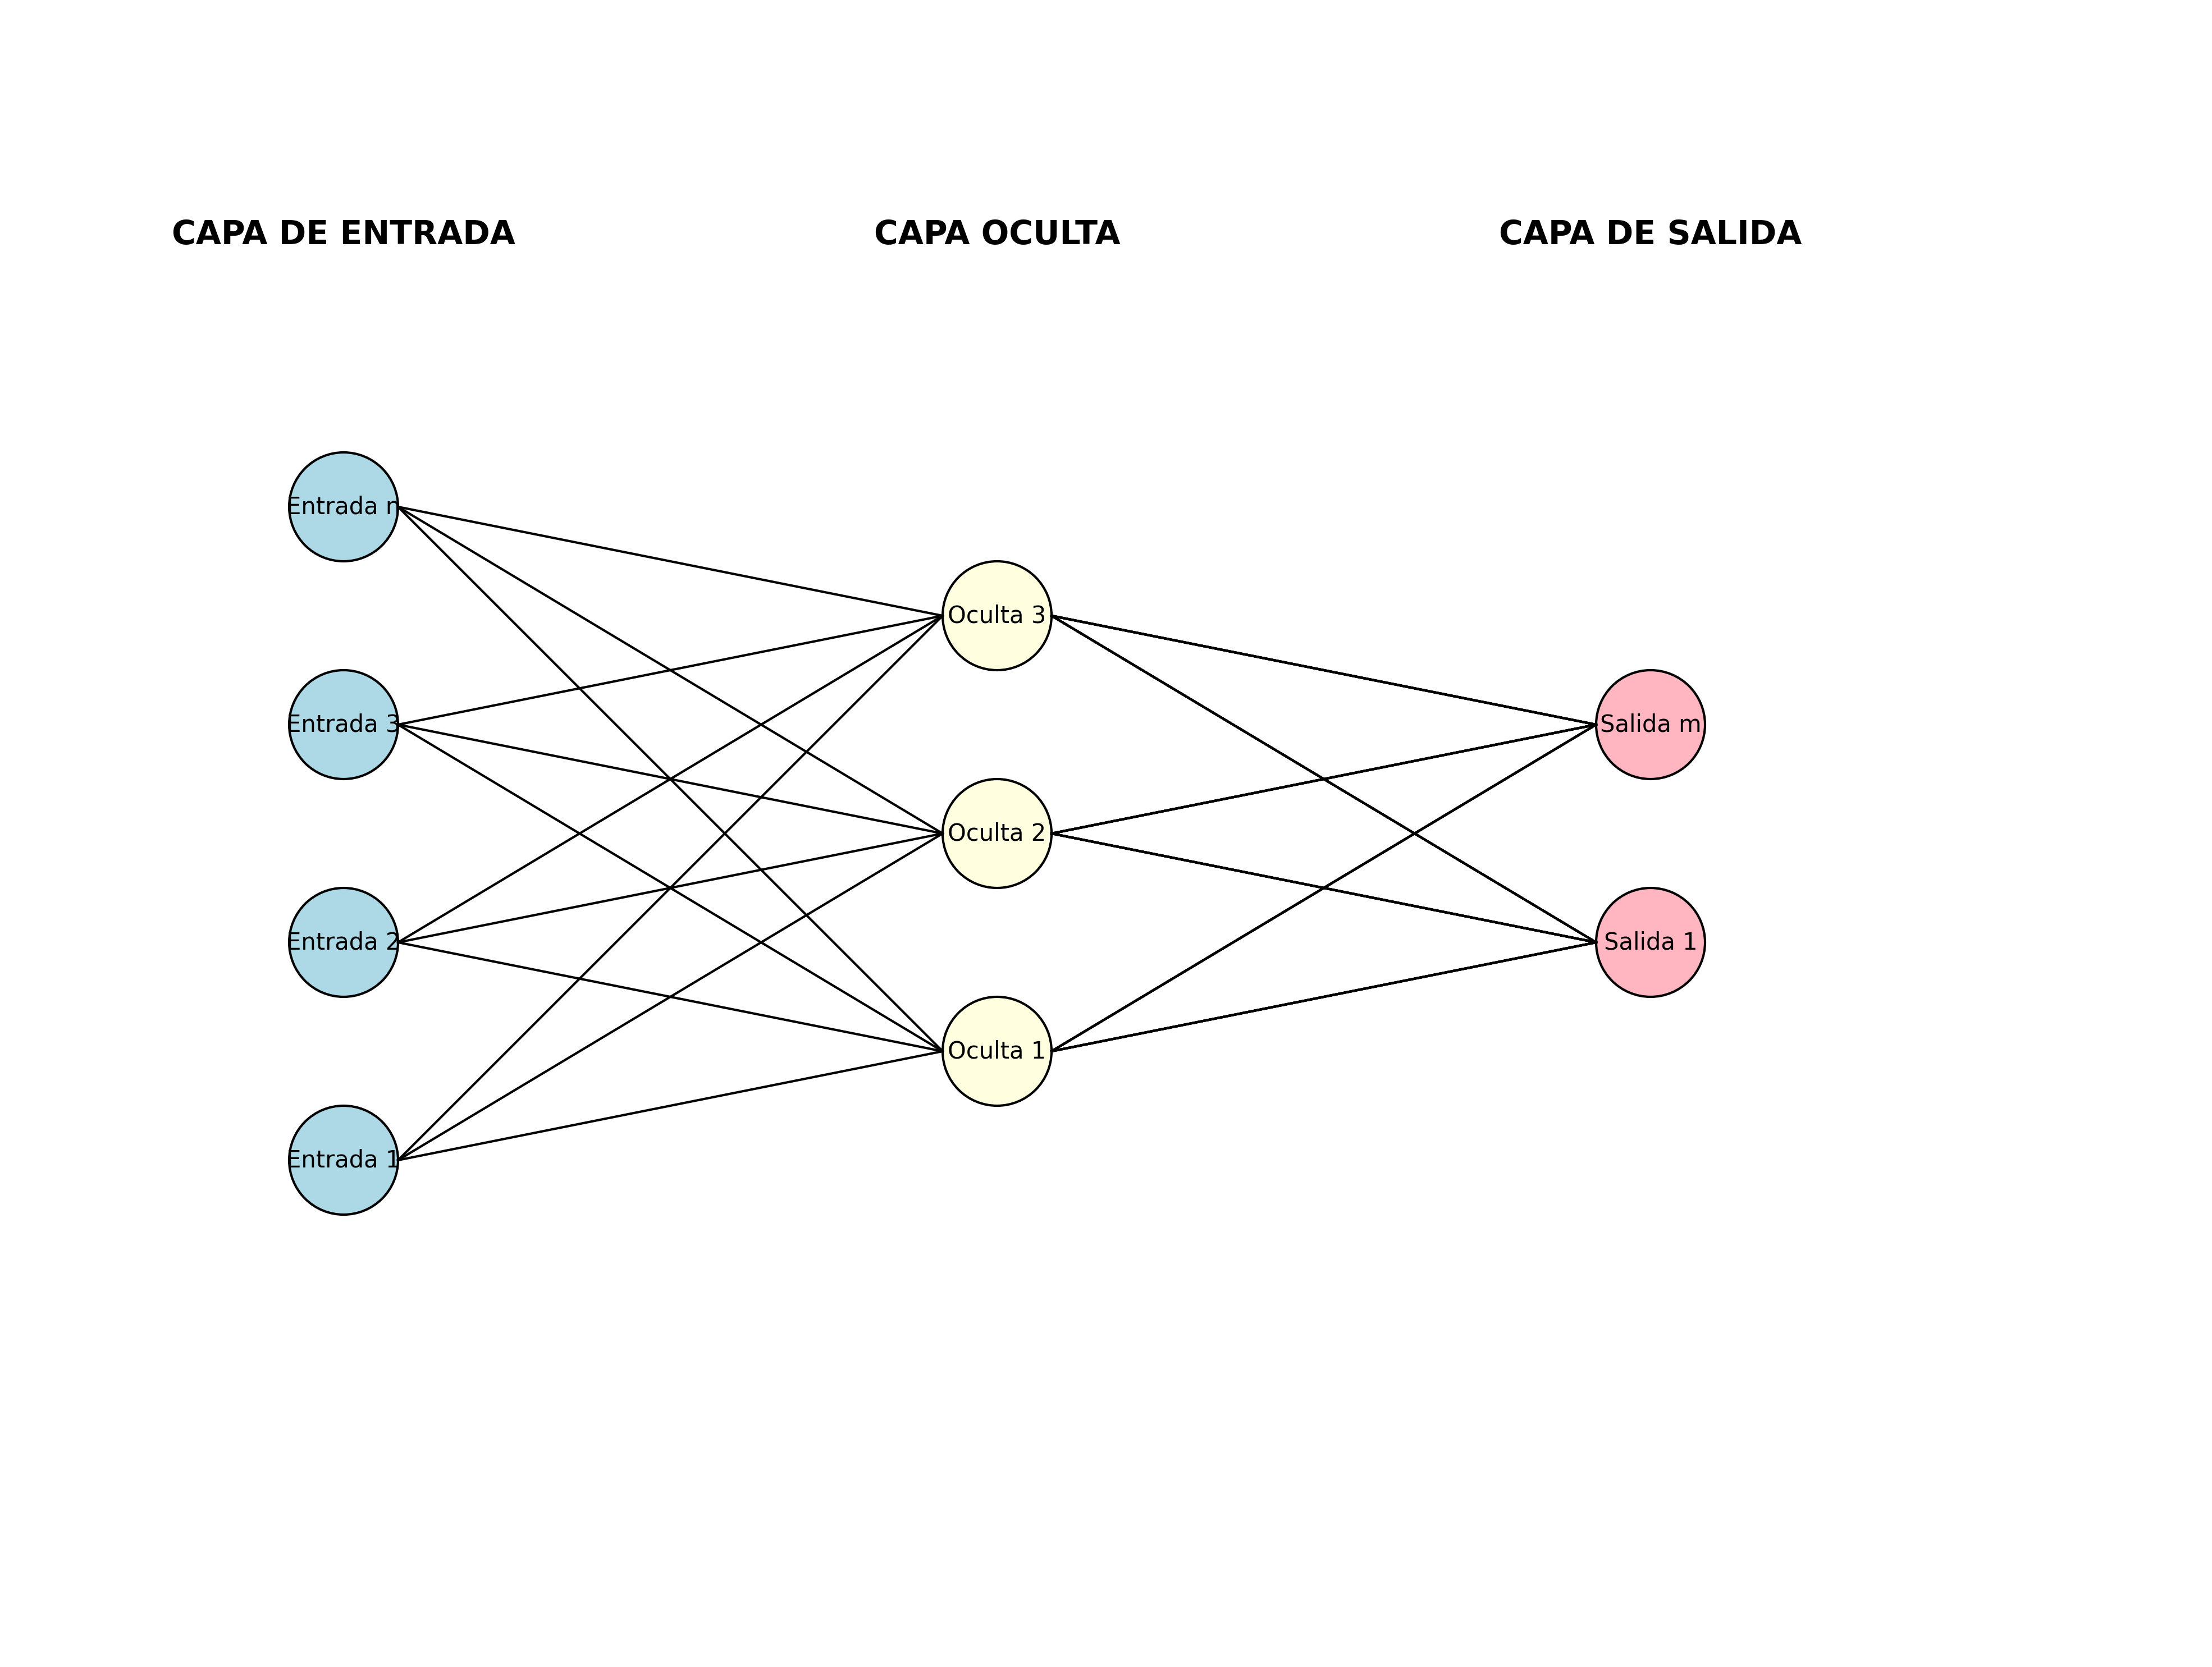 CAPA DE ENTRADA
CAPA OCULTA
CAPA DE SALIDA
Entrada n
Entrada 3
Entrada 2
Entrada 1
Oculta 3
Oculta 2
Oculta 1
Salida m
Salida 1